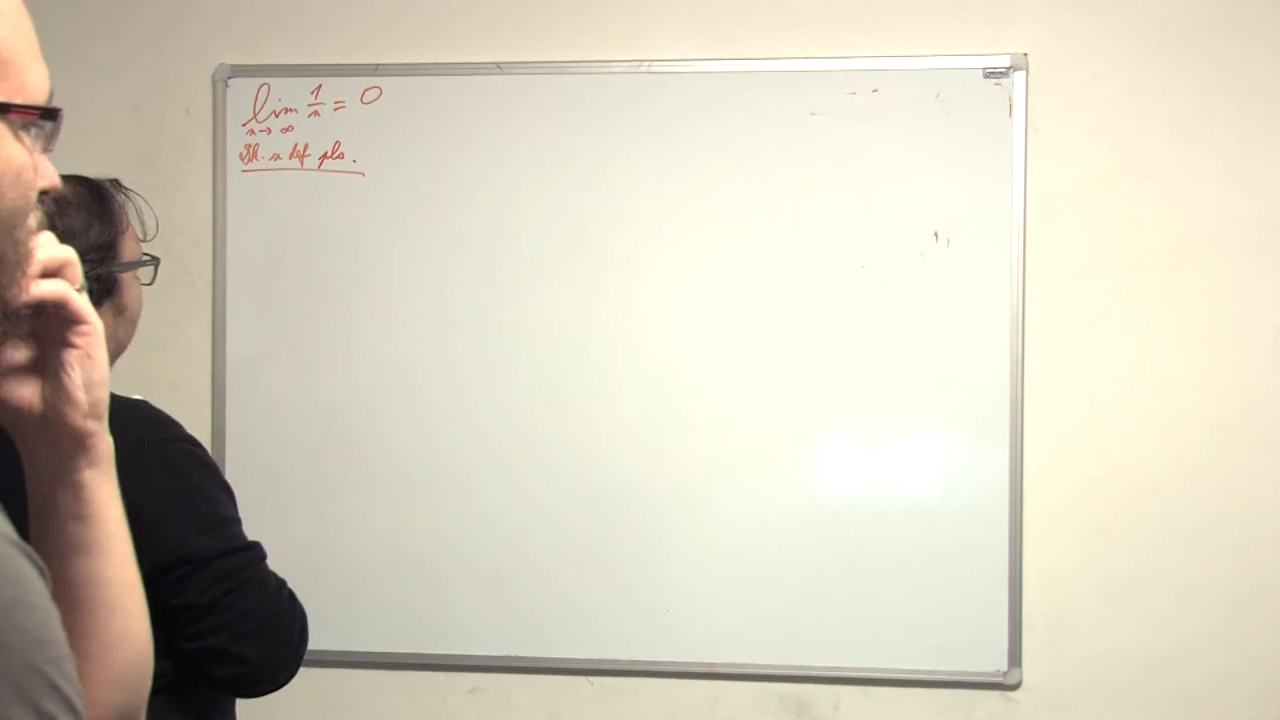 lim 1/n = 0
n→∞
n def pls.